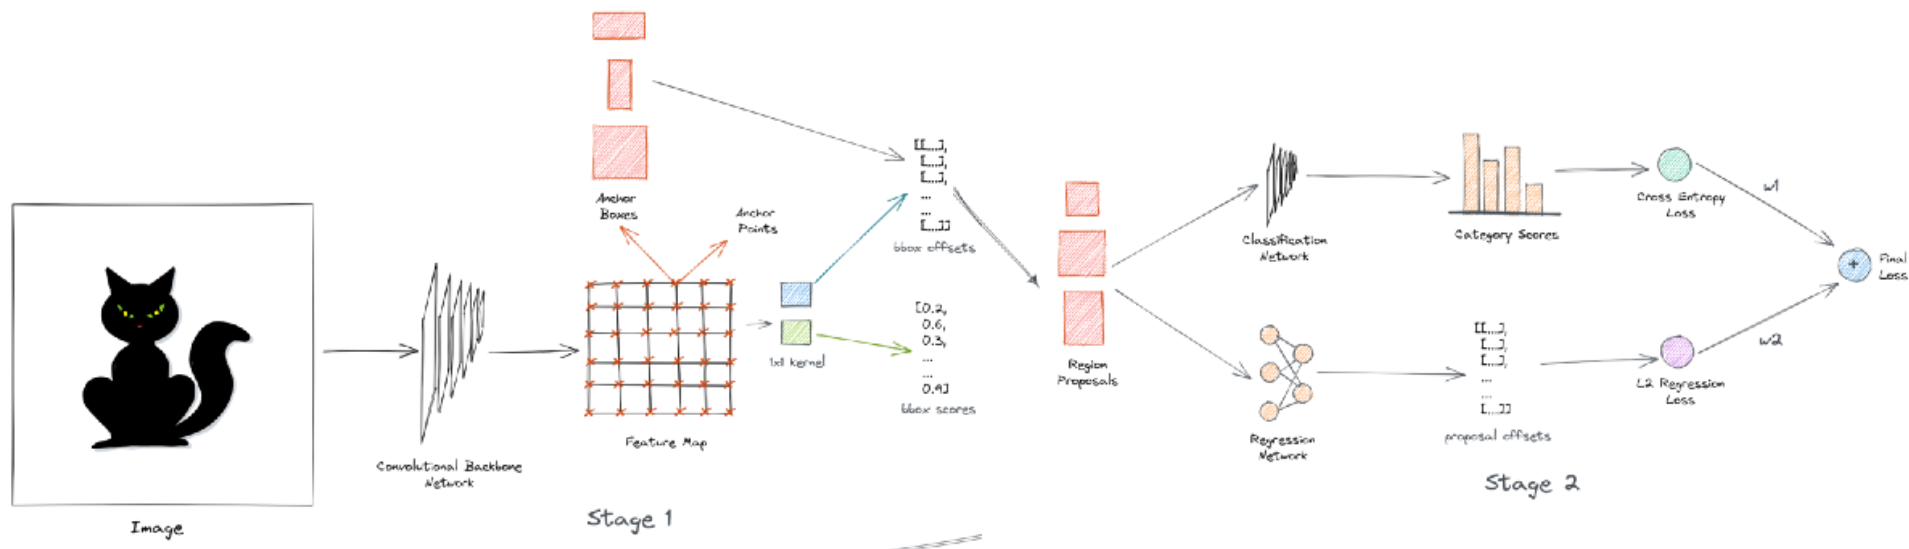 Image
Convolutional Backbone
Network
Anchor
Boxes
Anchor
Points
Feature Map
1x1 kernel
Stage 1
[[...],
[...],
[...],
...
...
[...]]
bbox offsets
[0.2,
0.6,
0.3,
...
...
0.9]
bbox scores
Region
Proposals
Classification
Network
Category Scores
Cross Entropy
Loss
w1
+
Final
Loss
Regression
Network
[[...],
[...],
[...],
...
...
[...]]
proposal offsets
L2 Regression
Loss
w2
Stage 2